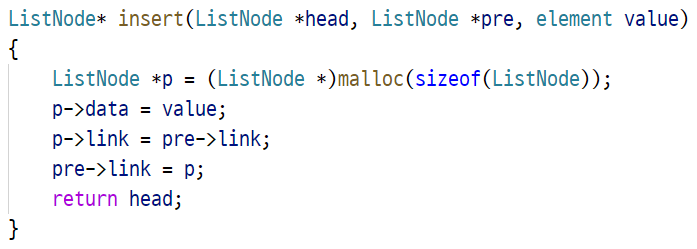 ListNode* insert(ListNode *head, ListNode *pre, element value)
{
    ListNode *p = (ListNode *)malloc(sizeof(ListNode));
    p->data = value;
    p->link = pre->link;
    pre->link = p;
    return head;
}